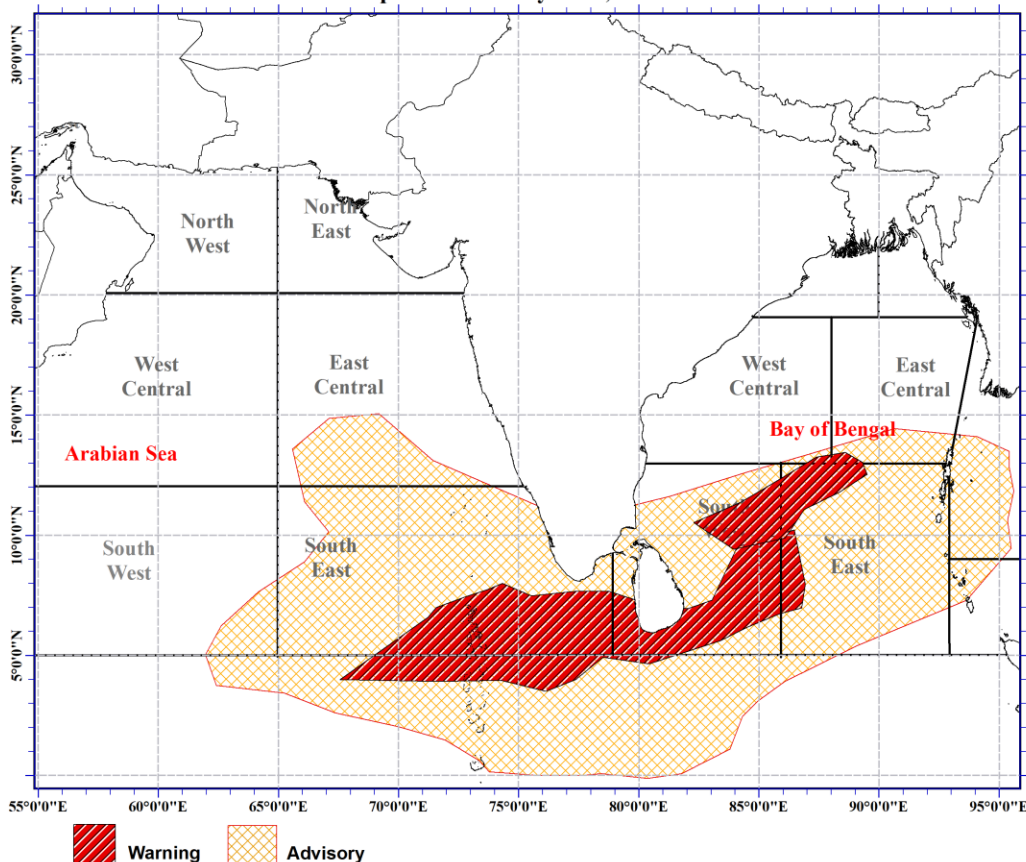 30°0'0"N
25°0'0"N
20°0'0"N
15°0'0"N
10°0'0"N
5°0'0"N
North
West
North
East
West
Central
East
Central
West
Central
East
Central
Arabian Sea
Bay of Bengal
South
West
South
East
South
East
55°0'0"E 60°0'0"E 65°0'0"E 70°0'0"E 75°0'0"E 80°0'0"E 85°0'0"E 90°0'0"E 95°0'0"E
Warning Advisory